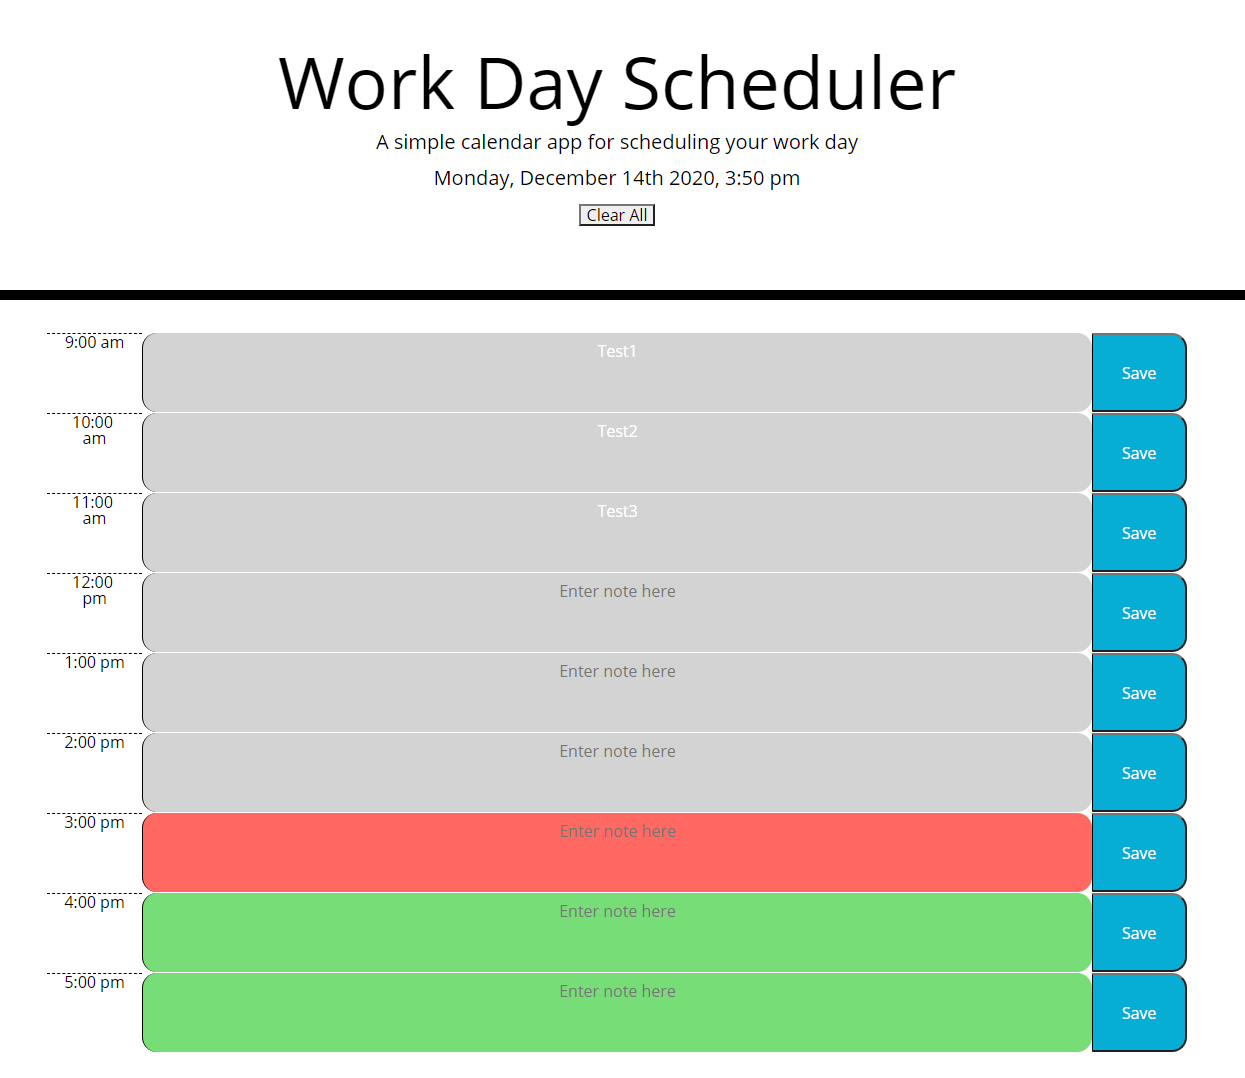 Work Day Scheduler
A simple calendar app for scheduling your work day
Monday, December 14th 2020, 3:50 pm
Clear All
9:00 am
Test1
Save
10:00
am
Test2
Save
11:00
am
Test3
Save
12:00
pm
Enter note here
Save
1:00 pm
Enter note here
Save
2:00 pm
Enter note here
Save
3:00 pm
Enter note here
Save
4:00 pm
Enter note here
Save
5:00 pm
Enter note here
Save